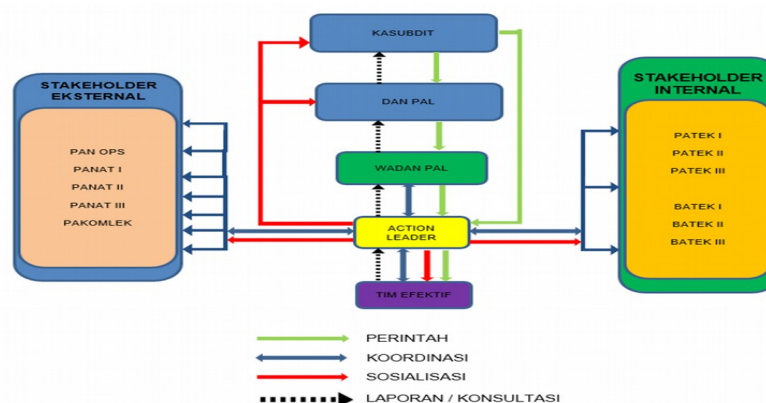 KASUBDIT
STAKEHOLDER
EKSTERNAL
PAN OPS
PANAT I
PANAT II
PANAT III
PAKOMLEK
DAN PAL
WADAN PAL
ACTION
LEADER
TIM EFEKTIF
STAKEHOLDER
INTERNAL
PATEK I
PATEK II
PATEK III
BATEK I
BATEK II
BATEK III
PERINTAH
KOORDINASI
SOSIALISASI
LAPORAN / KONSULTASI